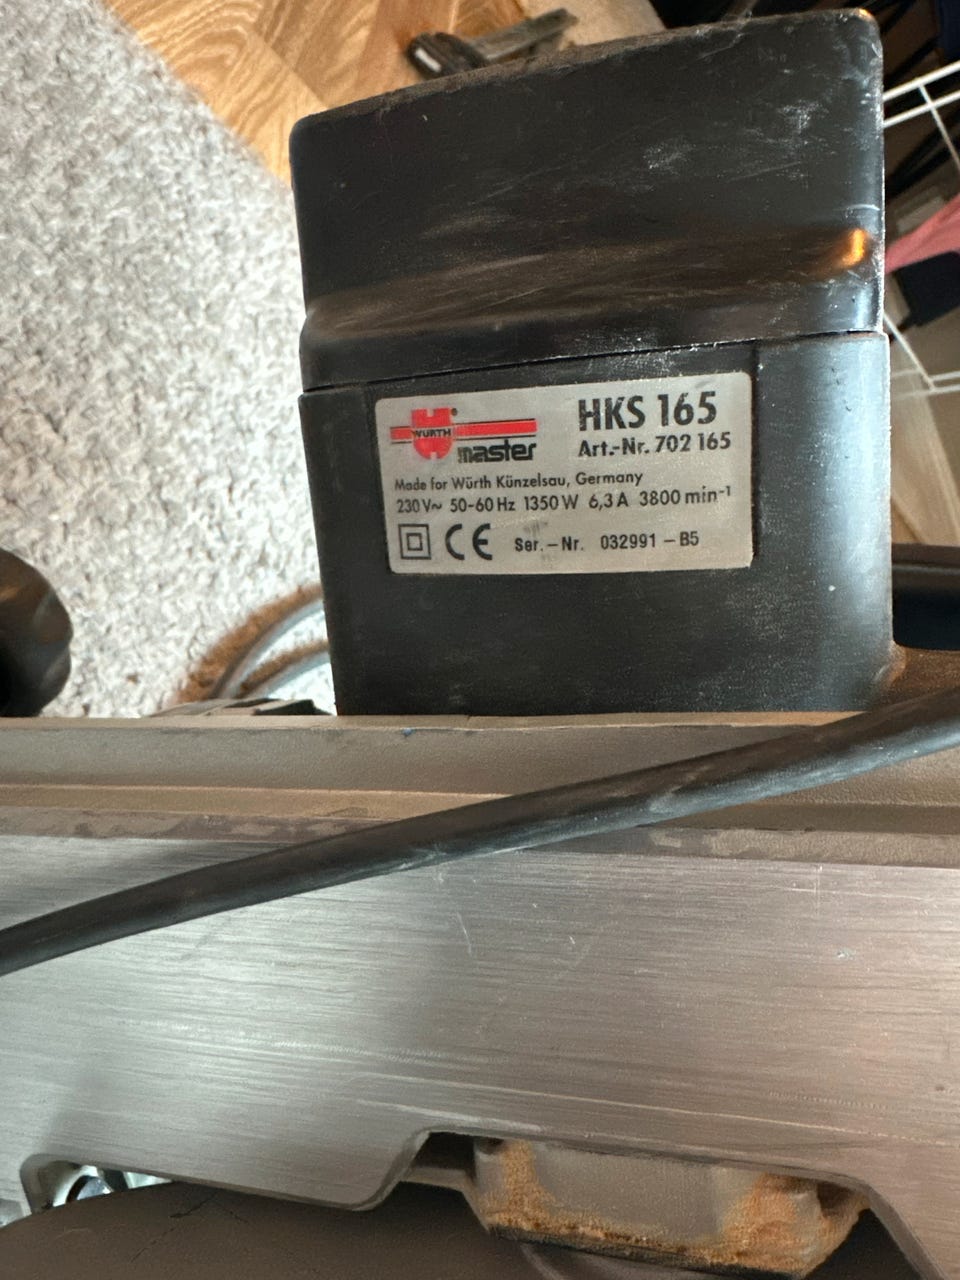 WÜRTH®
master
HKS 165
Art.-Nr. 702 165
Made for Würth Künzelsau, Germany
230 V~ 50-60 Hz 1350 W 6,3 A 3800 min⁻¹
CE Ser.-Nr. 032991-B5